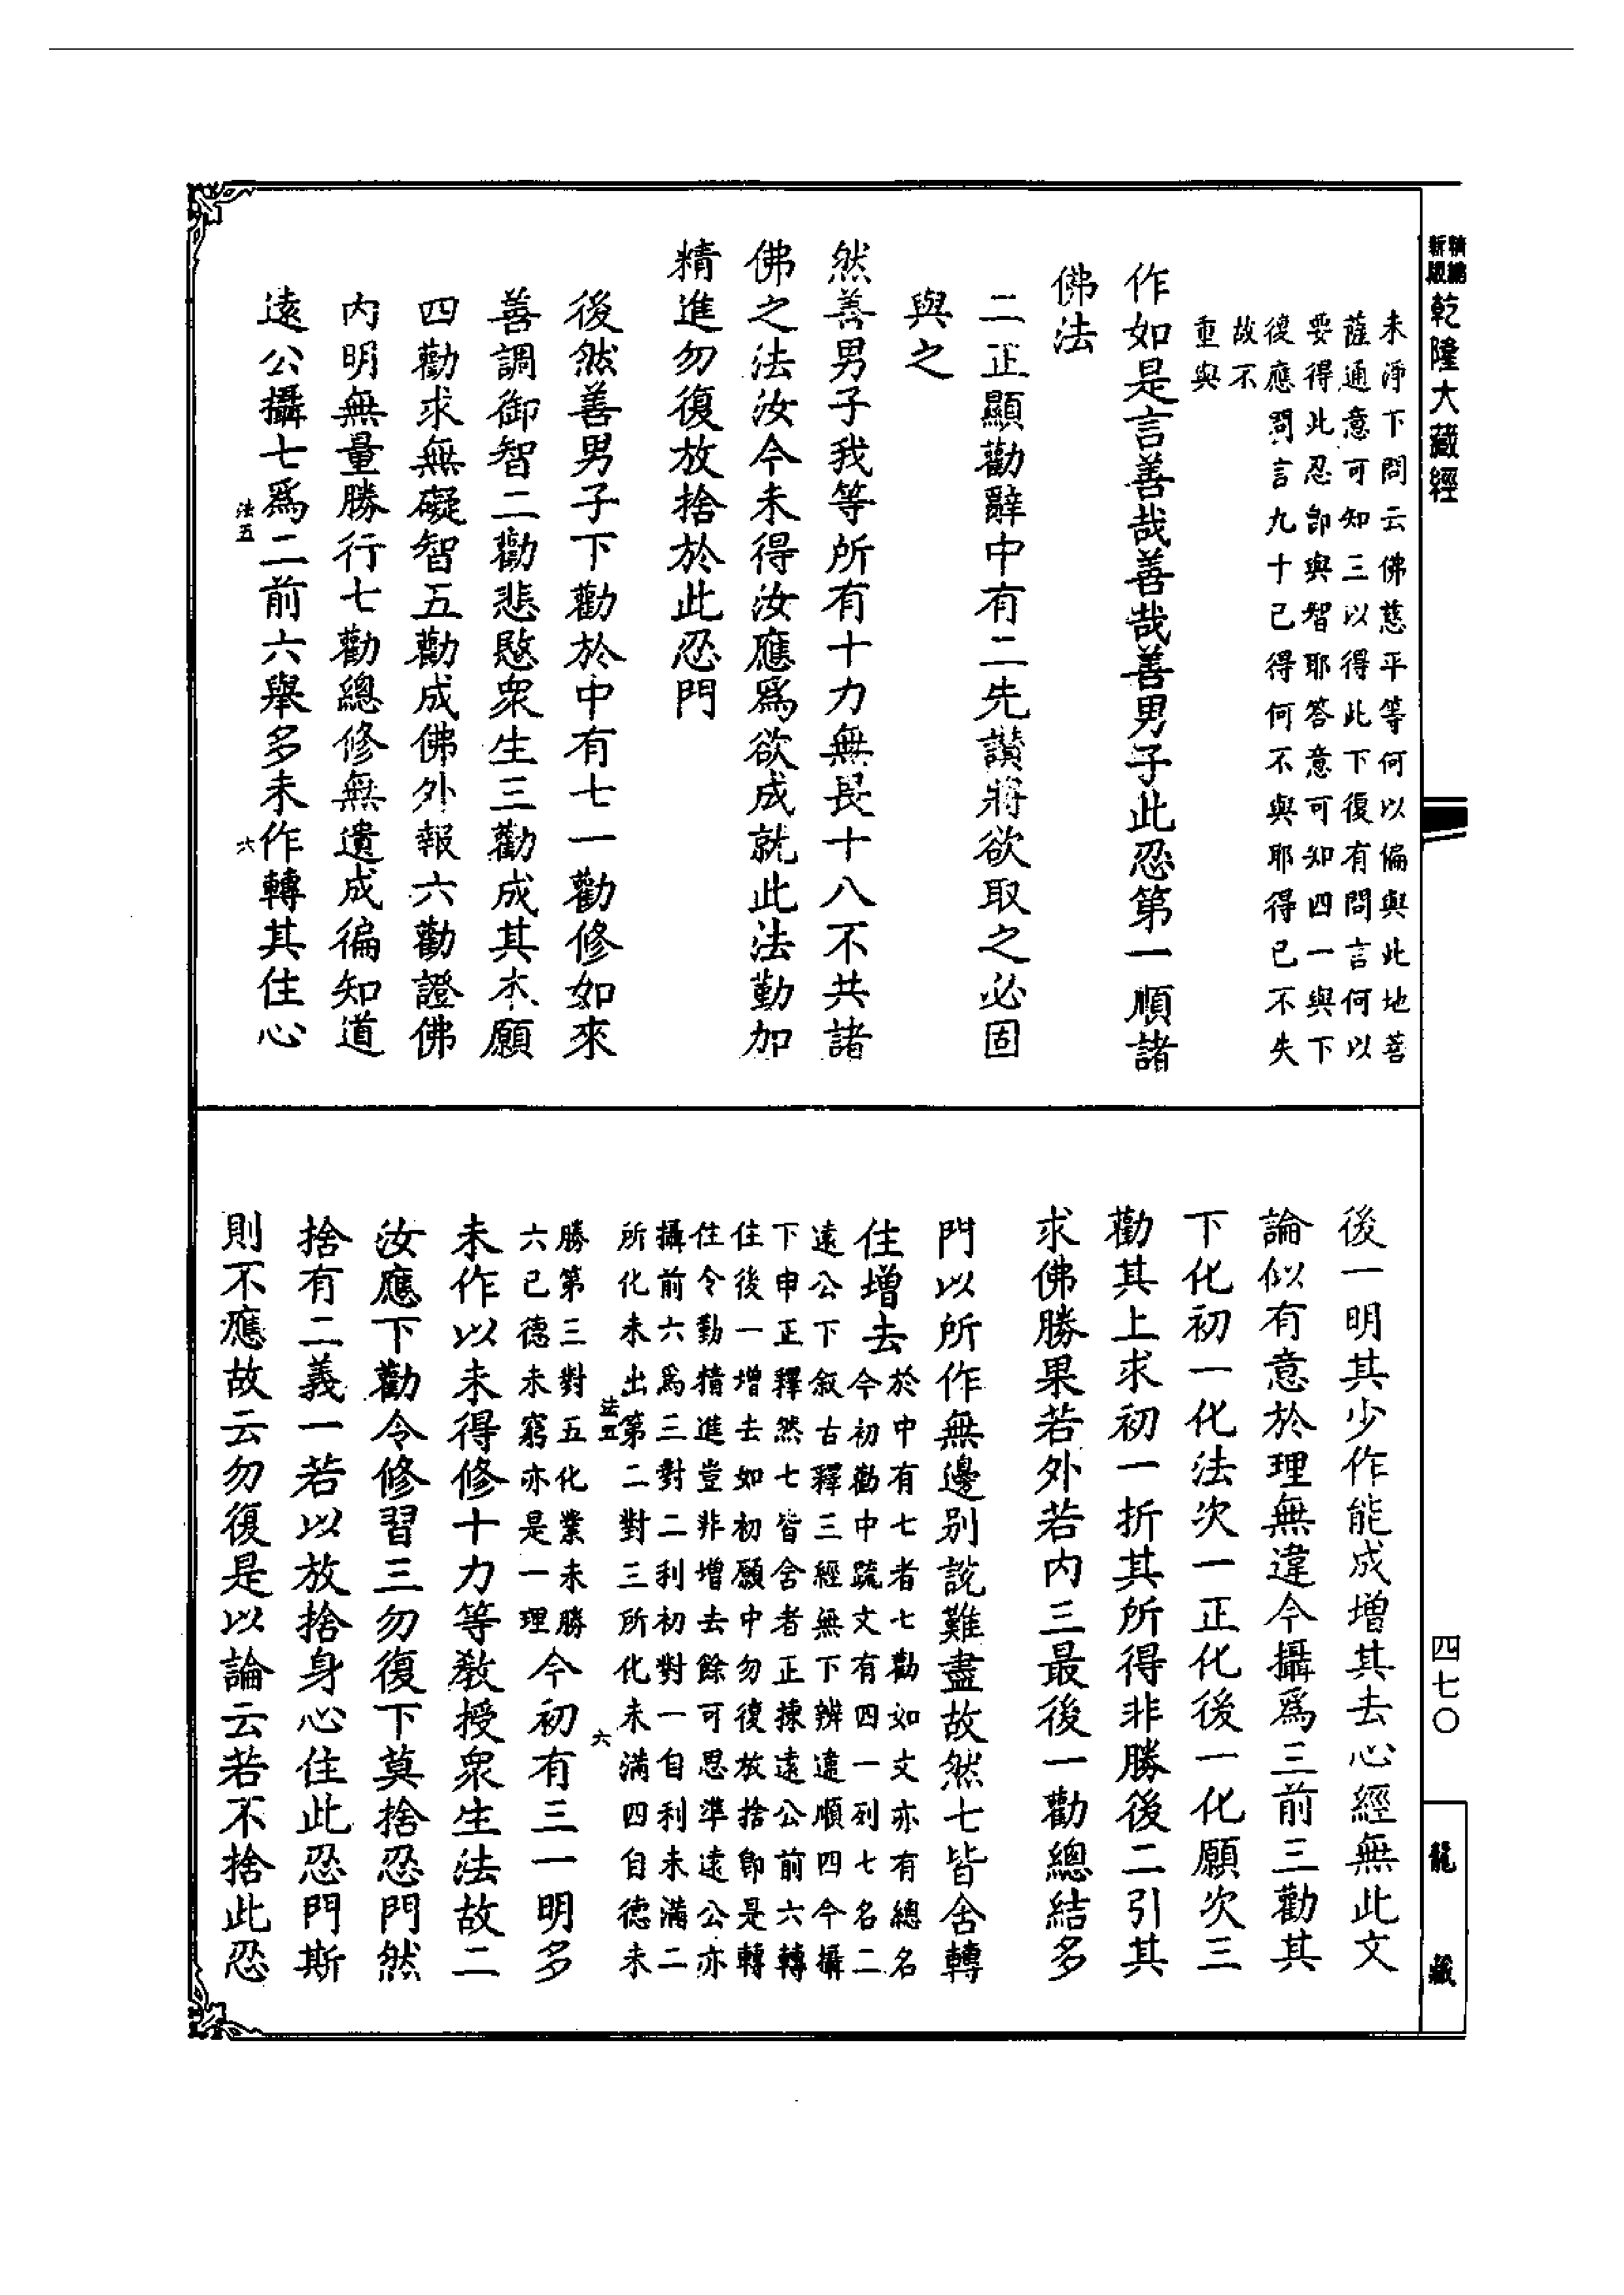 新版精編乾隆大藏經
未淨下問云佛慈平等何以偏與此地菩
薩通意可知三以得此下復有問言何以
要得此忍卽與智耶答意可知四一與下
復應問言九十已得何不與耶得已不失
故不
重與
作如是言善哉善哉善男子此忍第一順諸
佛法
二正顯勸辭中有二先讚將欲取之必固
與之
然善男子我等所有十力無畏十八不共諸
佛之法汝今未得汝應爲欲成就此法勤加
精進勿復放捨於此忍門
後然善男子下勸於中有七一勸修如來
善調御智二勸悲愍衆生三勸成其本願
四勸求無礙智五勸成佛外報六勸證佛
內明無量勝行七勸總修無遺成徧知道
遠公攝七爲二前六舉多未作轉其住心
法五
六
後一明其少作能成增其去心經無此文
論似有意於理無違今攝爲三前三勸其
下化初一化法次一正化後一化願次三
勸其上求初一折其所得非勝後二引其
求佛勝果若外若內三最後一勸總結多
門以所作無邊別說難盡故然七皆含轉
住增去
於中有七者七勸如文亦有總名
今初勸中疏文有四一列七名二
遠公下叙古釋三經無下辨違順四今攝
下申正釋然七皆舍者正揀遠公前六轉
住後一增去如初願中勿復放捨卽是轉
住令勤精進豈非增去餘可思準遠公亦
攝前六爲三對二利初對一自利未滿二
所化未出第二對三所化未滿四自德未
勝第三對五化業未勝
六已德未窮亦是一理
今初有三一明多
法五
六
未作以未得修十力等教授衆生法故二
汝應下勸令修習三勿復下莫捨忍門然
捨有二義一若以放捨身心住此忍門斯
則不應故云勿復是以論云若不捨此忍
四七〇
龍藏